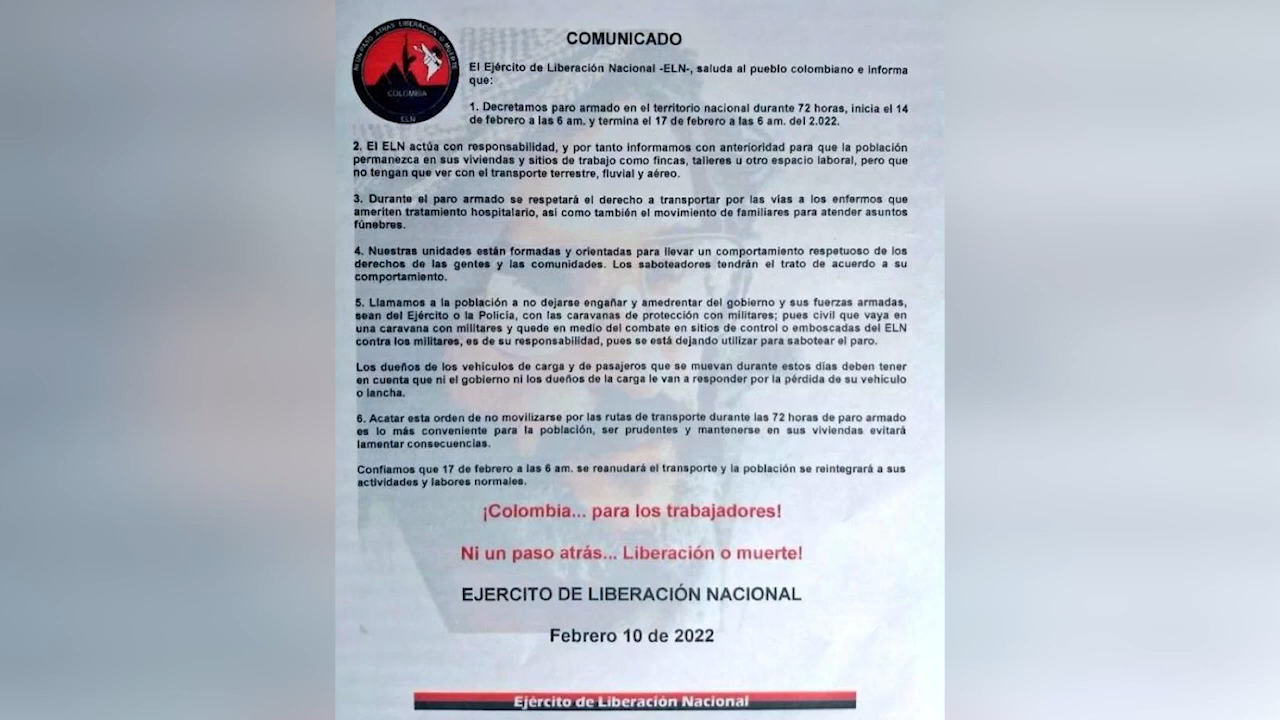 NI UN PASO ATRÁS LIBERACIÓN O MUERTE
COLOMBIA
ELN
COMUNICADO
El Ejército de Liberación Nacional -ELN-, saluda al pueblo colombiano e informa
que:
1. Decretamos paro armado en el territorio nacional durante 72 horas, inicia el 14
de febrero a las 6 am. y termina el 17 de febrero a las 6 am. del 2.022.
2. El ELN actúa con responsabilidad, y por tanto informamos con anterioridad para que la población
permanezca en sus viviendas y sitios de trabajo como fincas, talleres u otro espacio laboral, pero que
no tengan que ver con el transporte terrestre, fluvial y aéreo.
3. Durante el paro armado se respetará el derecho a transportar por las vías a los enfermos que
ameriten tratamiento hospitalario, así como también el movimiento de familiares para atender asuntos
fúnebres.
4. Nuestras unidades están formadas y orientadas para llevar un comportamiento respetuoso de los
derechos de las gentes y las comunidades. Los saboteadores tendrán el trato de acuerdo a su
comportamiento.
5. Llamamos a la población a no dejarse engañar y amedrentar del gobierno y sus fuerzas armadas,
sean del Ejército o la Policía, con las caravanas de protección con militares; pues civil que vaya en
una caravana con militares y quede en medio del combate en sitios de control o emboscadas del ELN
contra los militares, es de su responsabilidad, pues se está dejando utilizar para sabotear el paro.
Los dueños de los vehículos de carga y de pasajeros que se muevan durante estos días deben tener
en cuenta que ni el gobierno ni los dueños de la carga le van a responder por la pérdida de su vehículo
o lancha.
6. Acatar esta orden de no movilizarse por las rutas de transporte durante las 72 horas de paro armado
es lo más conveniente para la población, ser prudentes y mantenerse en sus viviendas evitará
lamentar consecuencias.
Confiamos que 17 de febrero a las 6 am. se reanudará el transporte y la población se reintegrará a sus
actividades y labores normales.
¡Colombia... para los trabajadores!
Ni un paso atrás... Liberación o muerte!
EJERCITO DE LIBERACIÓN NACIONAL
Febrero 10 de 2022
Ejército de Liberación Nacional